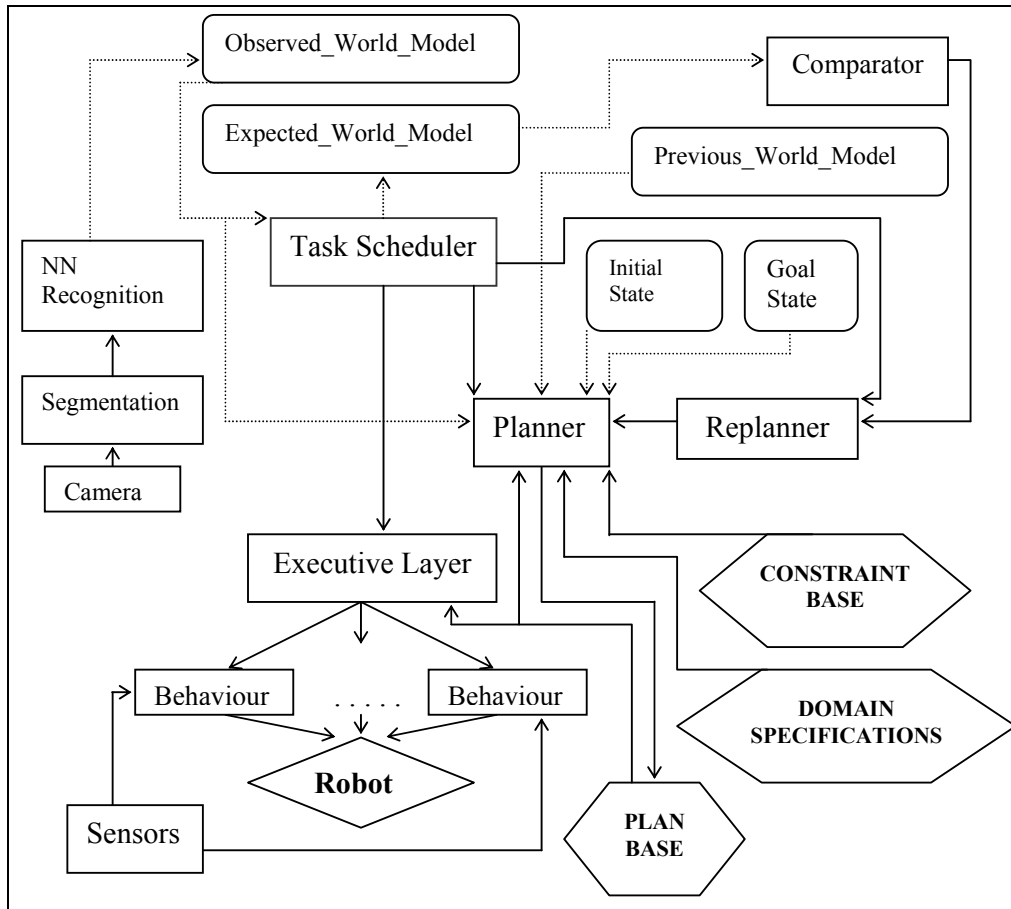 Observed_World_Model
Comparator
Expected_World_Model
Previous_World_Model
Task Scheduler
NN
Recognition
Initial
State
Goal
State
Segmentation
Planner
Replanner
Camera
Executive Layer
CONSTRAINT
BASE
Behaviour
. . . . .
Behaviour
DOMAIN
SPECIFICATIONS
Robot
Sensors
PLAN
BASE